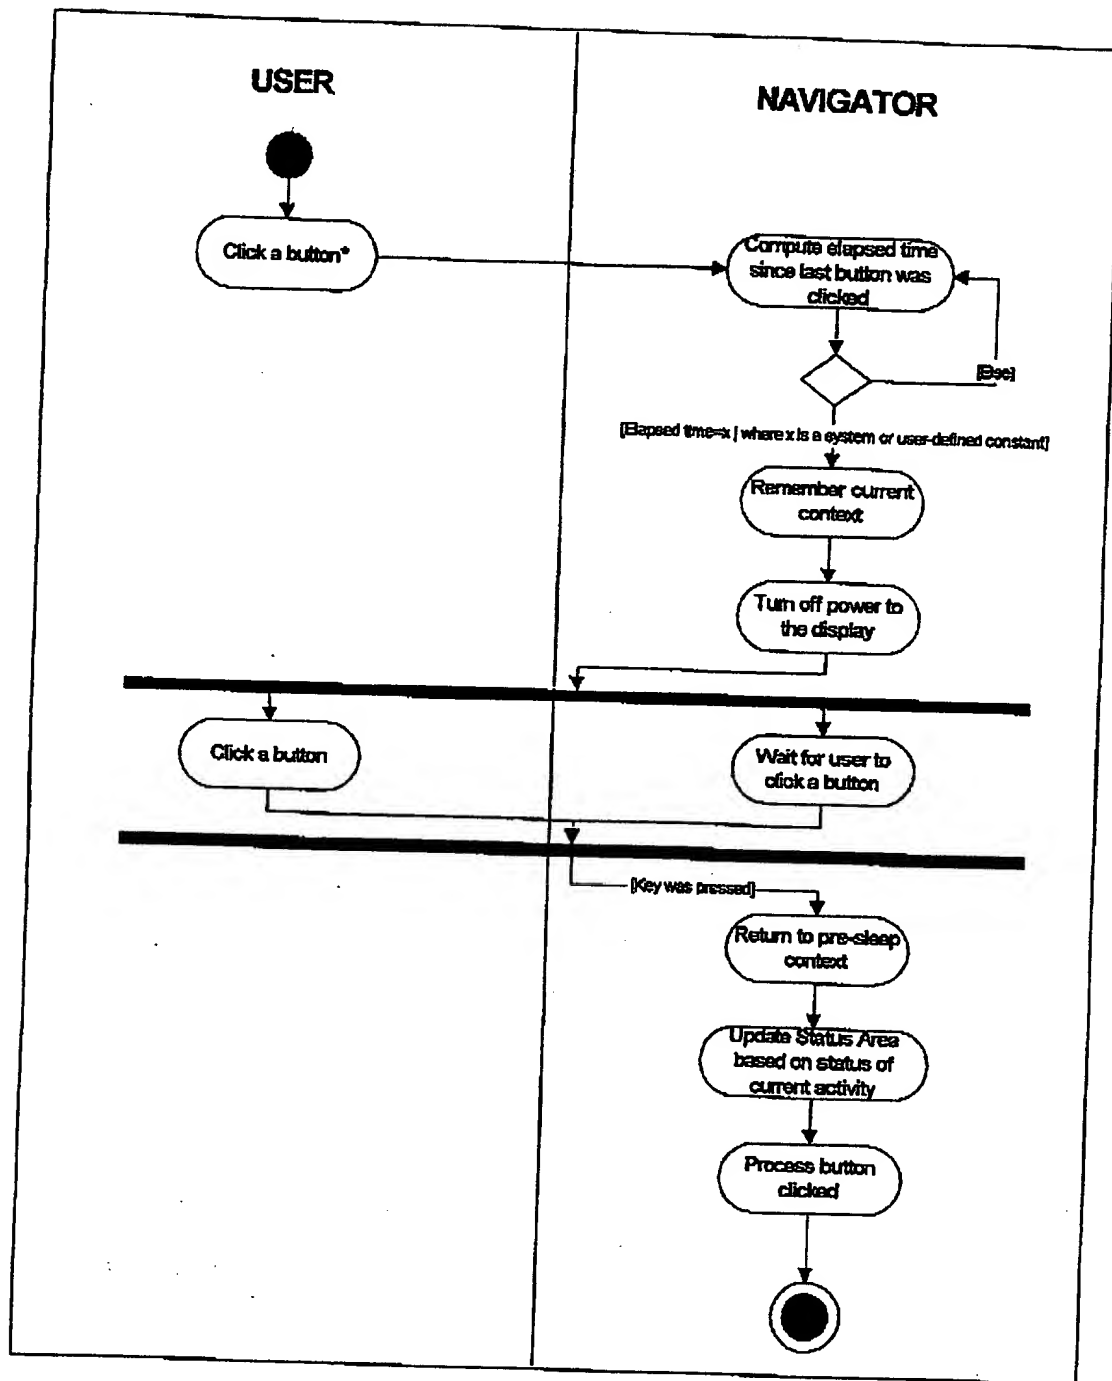 USER
NAVIGATOR
Click a button*
Compute elapsed time
since last button was
clicked
[Else]
[Elapsed time=x | where x is a system or user-defined constant]
Remember current
context
Turn off power to
the display
Click a button
Wait for user to
click a button
[Key was pressed]
Return to pre-sleep
context
Update Status Area
based on status of
current activity
Process button
clicked